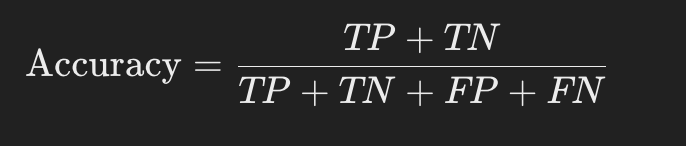 Accuracy = TP + TN
TP + TN + FP + FN